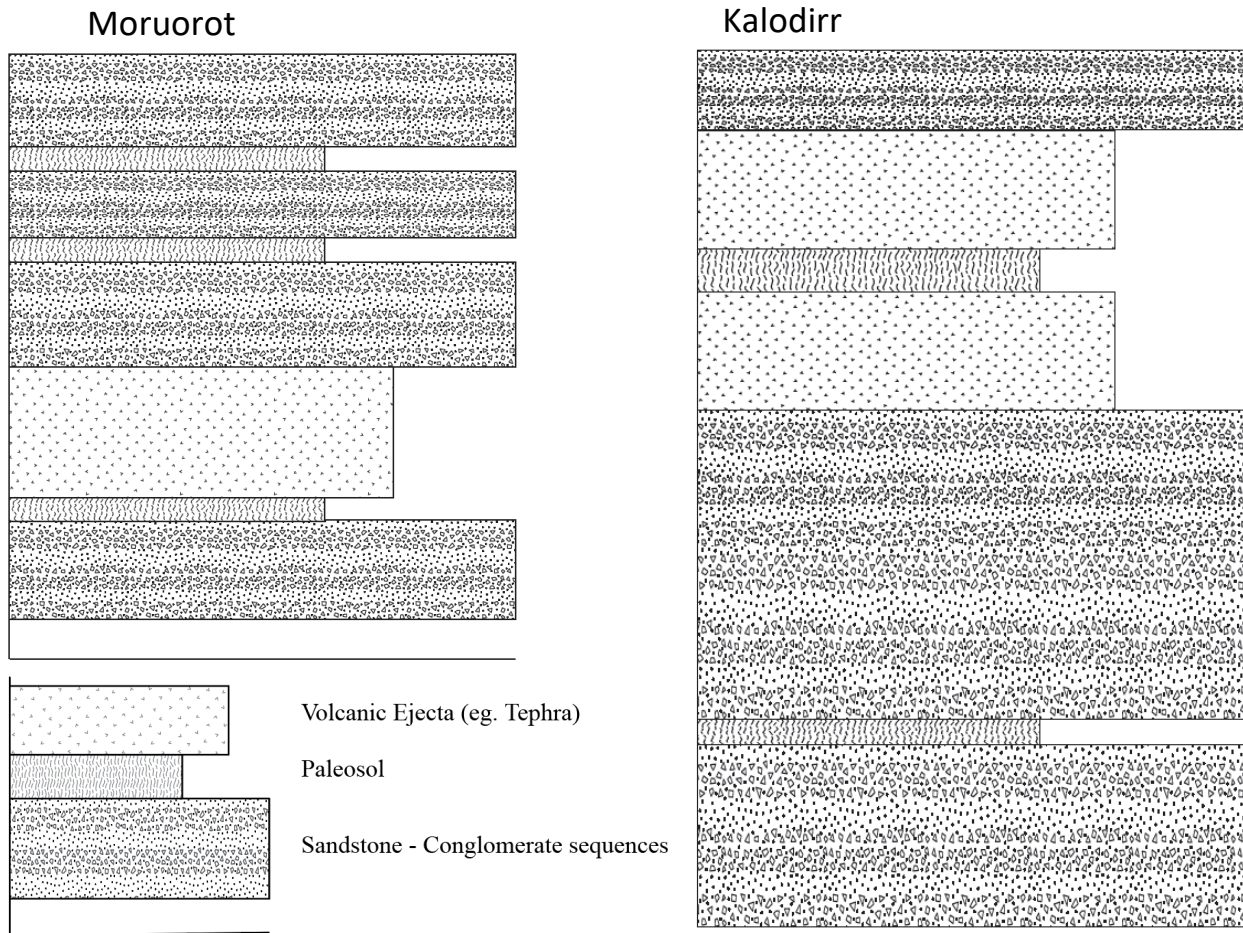 Moruorot
Kalodirr
Volcanic Ejecta (eg. Tephra)
Paleosol
Sandstone - Conglomerate sequences